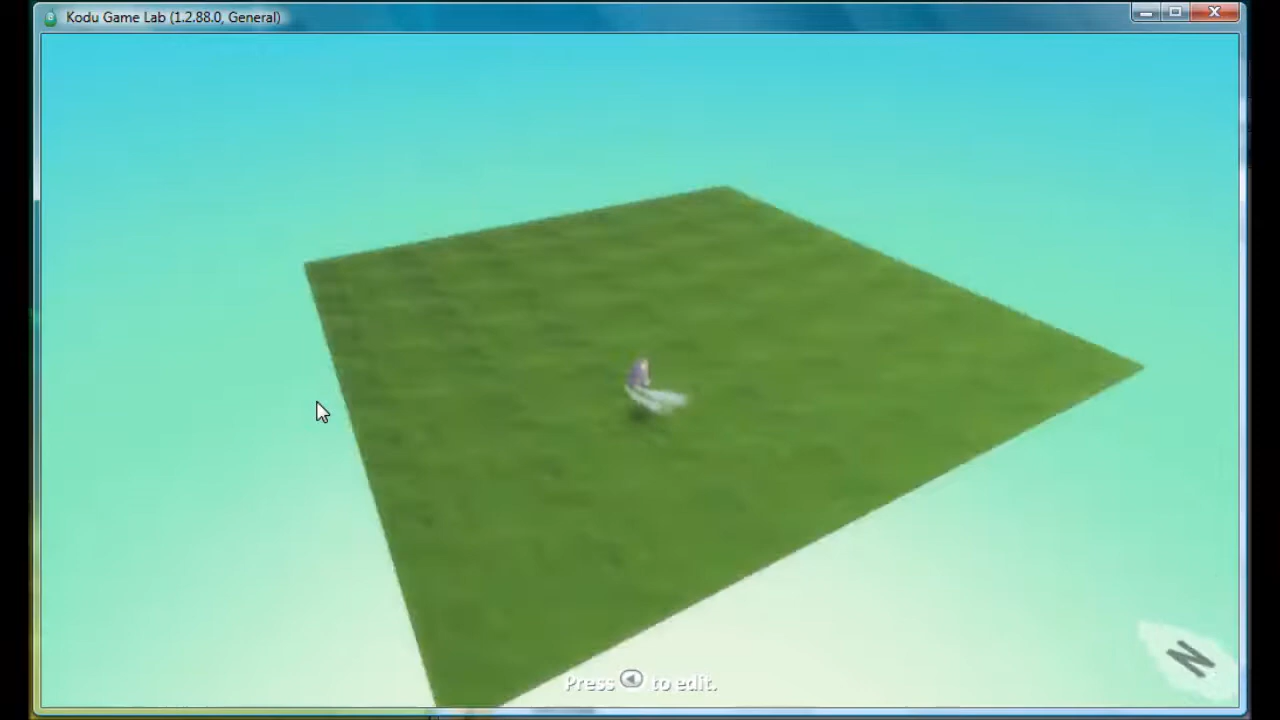 Kodu Game Lab (1.2.88.0, General)
Press to edit.
N